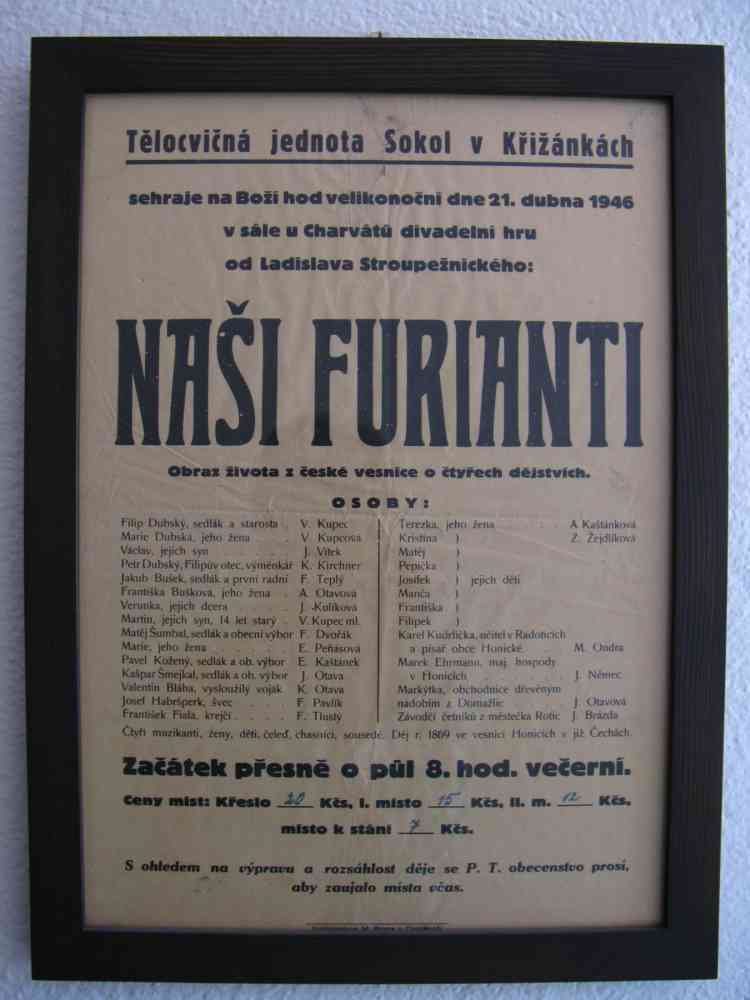 Tělocvičná jednota Sokol v Křižánkách
sehraje na Boží hod velikonoční dne 21. dubna 1946
v sále u Charvátů divadelní hru
od Ladislava Stroupežnického:
NAŠI FURIANTI
Obraz života z české vesnice o čtyřech dějstvích.
OSOBY:
Filip Dubský, sedlák a starosta . V. Kupec
Marie Dubská, jeho žena . . . V. Kupcová
Václav, jejich syn . . . . J. Vítek
Petr Dubský, Filipův otec, výměnkář K. Kirchner
Jakub Bušek, sedlák a první radní F. Teplý
Františka Bušková, jeho žena . A. Otavová
Verunka, jejich dcera . . . J. Kulíková
Martin, jejich syn, 14 let starý . V. Kupec ml.
Matěj Šumbal, sedlák a obecní výbor F. Dvořák
Marie, jeho žena . . . . E. Peňásová
Pavel Kožený, sedlák a ob. výbor E. Kaštánek
Kašpar Šmejkal, sedlák a ob. výbor J. Otava
Valentin Bláha, vysloužilý voják K. Otava
Josef Habršperk, švec . . . F. Pavlík
František Fiala, krejčí . . . . F. Tlustý
Terezka, jeho žena . . . A Kaštánková
Kristina ) . . . Z. Žejdlíková
Matěj )
Pepička )
Josífek ) jejich děti
Manča )
Františka )
Filípek )
Karel Kudrlička, učitel v Radoticích
a písař obce Honické . . M. Ondra
Marek Ehrmann, maj. hospody
v Honicích . . . . J. Němec
Markýtka, obchodnice dřevěným
nádobím z Domažlic . . J. Otavová
Závodčí četníků z městečka Rotic J. Brázda
Čtyři muzikanti, ženy, děti, čeleď, chasníci, sousedé. Děj r. 1869 ve vesnici Honicích v již. Čechách.
Začátek přesně o půl 8. hod. večerní.
Ceny míst: Křeslo 20 Kčs, I. místo 15 Kčs, II. m. 12 Kčs,
místo k stání 7 Kčs.
S ohledem na výpravu a rozsáhlost děje se P. T. obecenstvo prosí,
aby zaujalo místa včas.